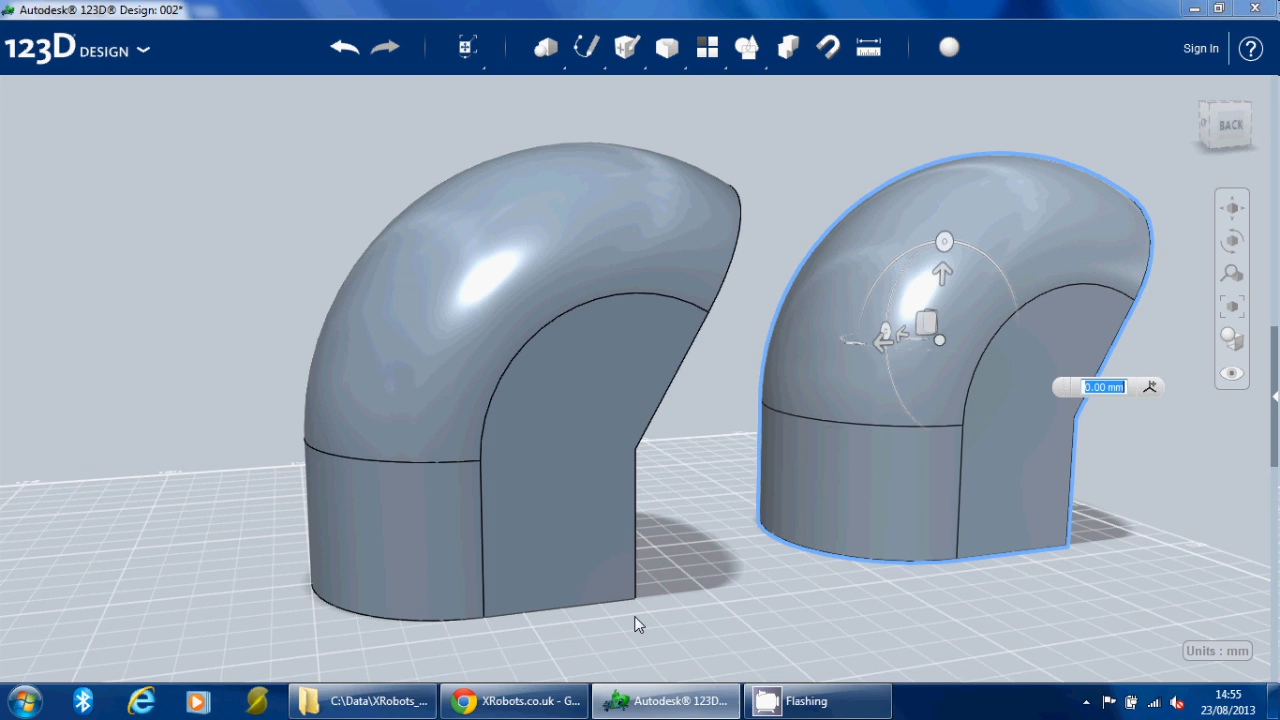 Autodesk® 123D® Design: 002*
123D DESIGN
Sign In
?
BACK
0.00 mm
Units : mm
C:\Data\XRobots_...
XRobots.co.uk - G...
Autodesk® 123D...
Flashing
14:55
23/08/2013